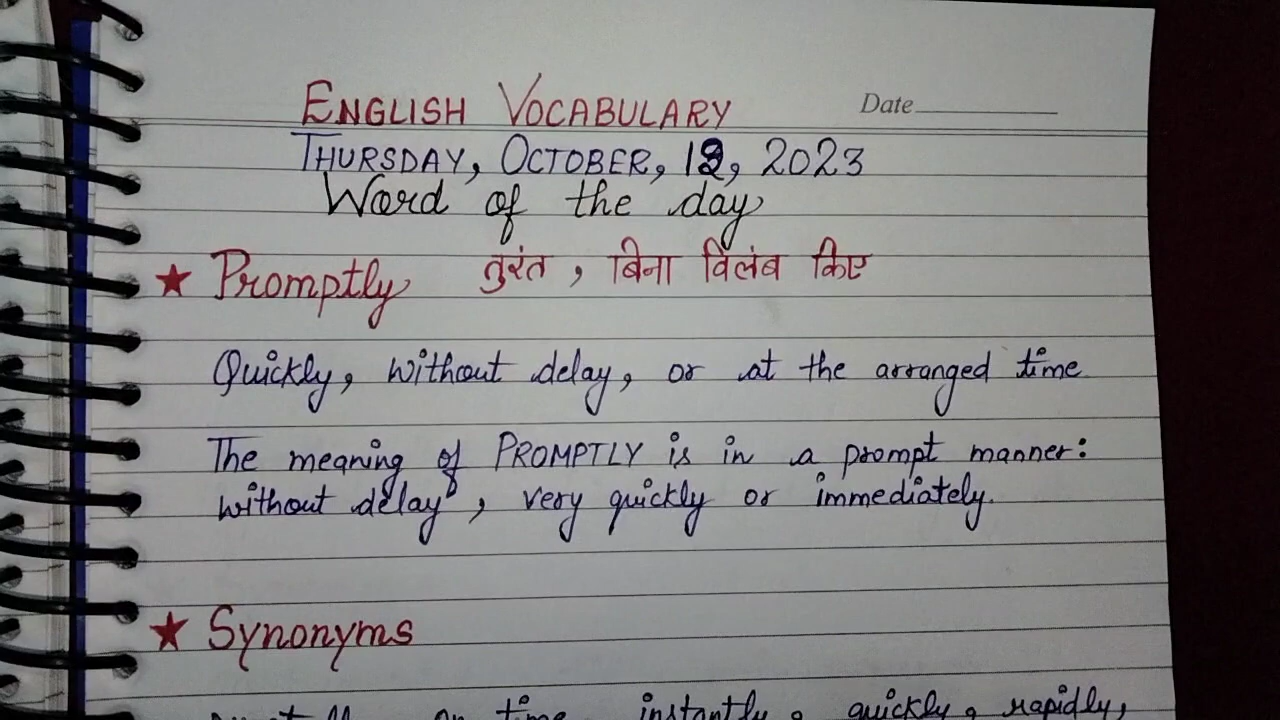 ENGLISH VOCABULARY
Date
THURSDAY, OCTOBER, 12, 2023
Word of the day
★ Promptly तुरंत, बिना विलंब किए
Quickly, without delay, or at the arranged time
The meaning of PROMPTLY is in a prompt manner:
without delay, very quickly or immediately.
★ Synonyms
on time, instantly, quickly, rapidly,